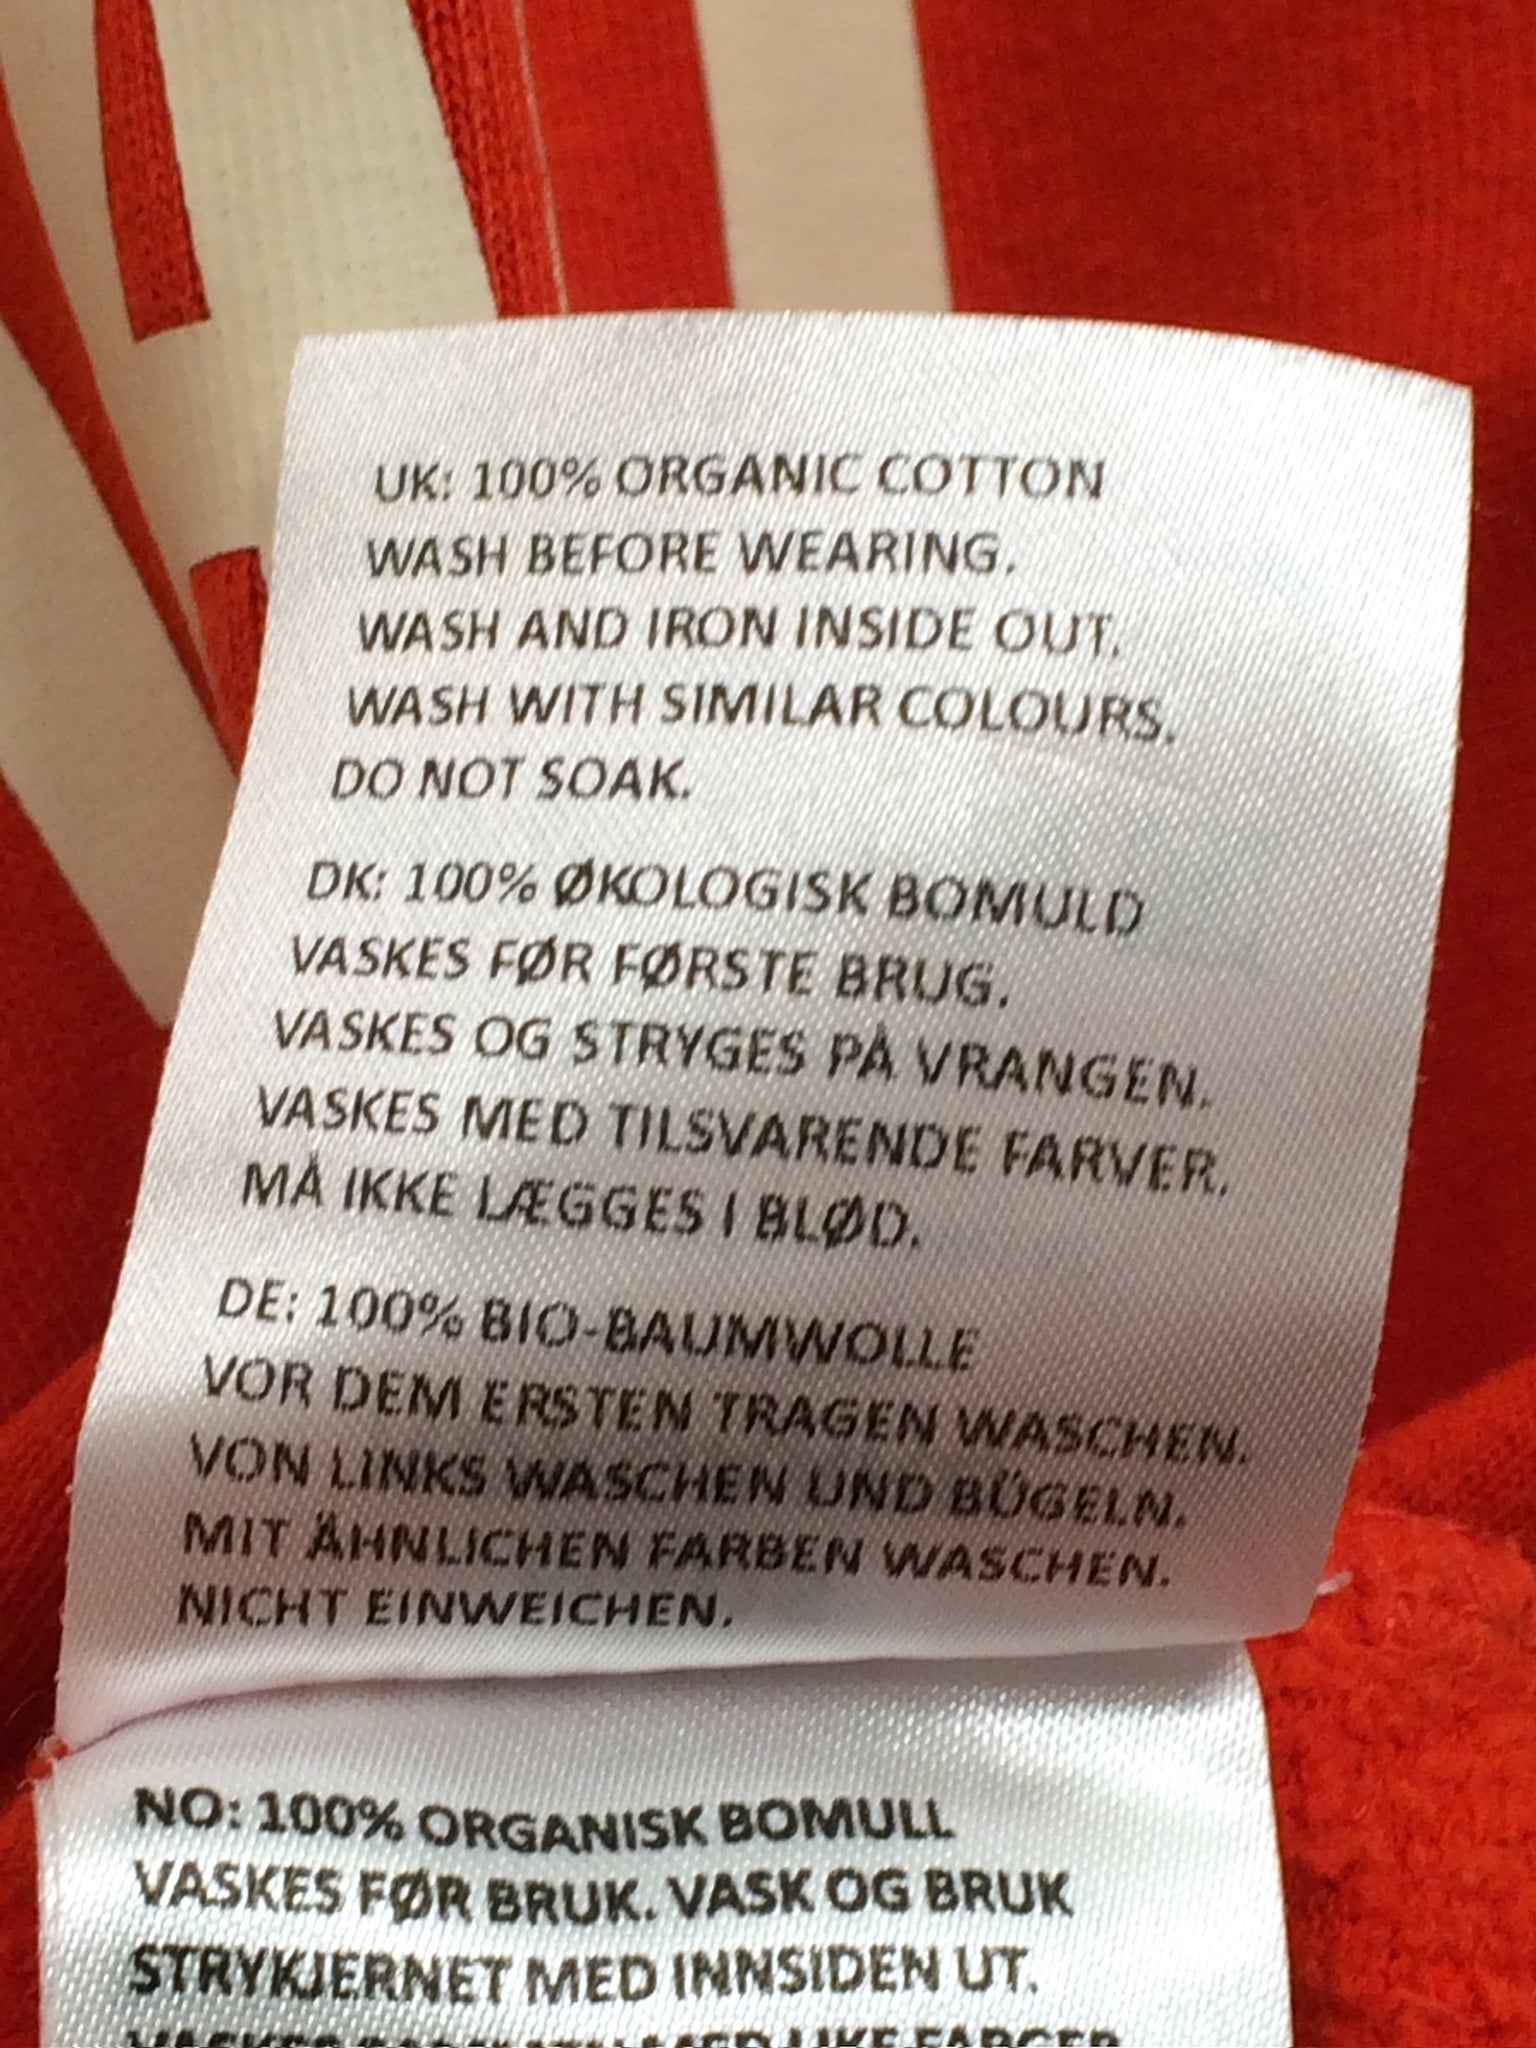 UK: 100% ORGANIC COTTON
WASH BEFORE WEARING.
WASH AND IRON INSIDE OUT.
WASH WITH SIMILAR COLOURS.
DO NOT SOAK.
DK: 100% ØKOLOGISK BOMULD
VASKES FØR FØRSTE BRUG.
VASKES OG STRYGES PÅ VRANGEN.
VASKES MED TILSVARENDE FARVER.
MÅ IKKE LÆGGES I BLØD.
DE: 100% BIO-BAUMWOLLE
VOR DEM ERSTEN TRAGEN WASCHEN.
VON LINKS WASCHEN UND BÜGELN.
MIT ÄHNLICHEN FARBEN WASCHEN.
NICHT EINWEICHEN.
NO: 100% ORGANISK BOMULL
VASKES FØR BRUK. VASK OG BRUK
STRYKJERNET MED INNSIDEN UT.
MED LIKE FARGER